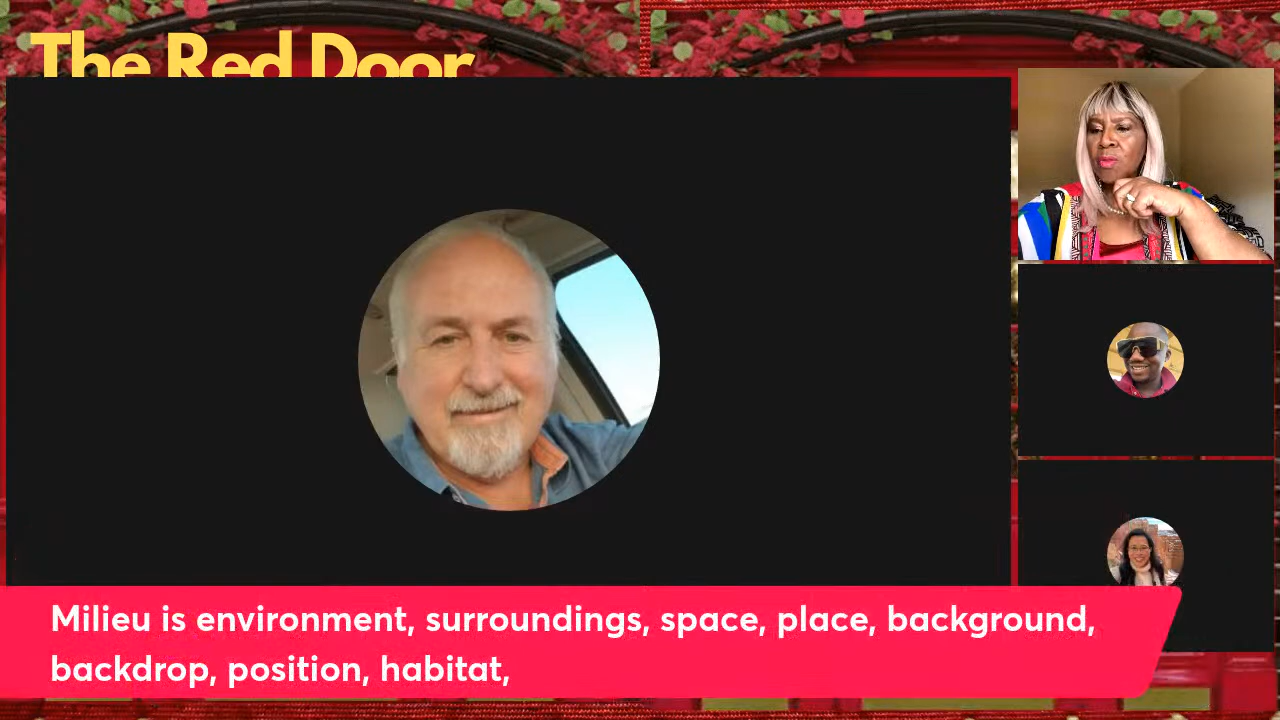 The Red Door
Milieu is environment, surroundings, space, place, background,
backdrop, position, habitat,